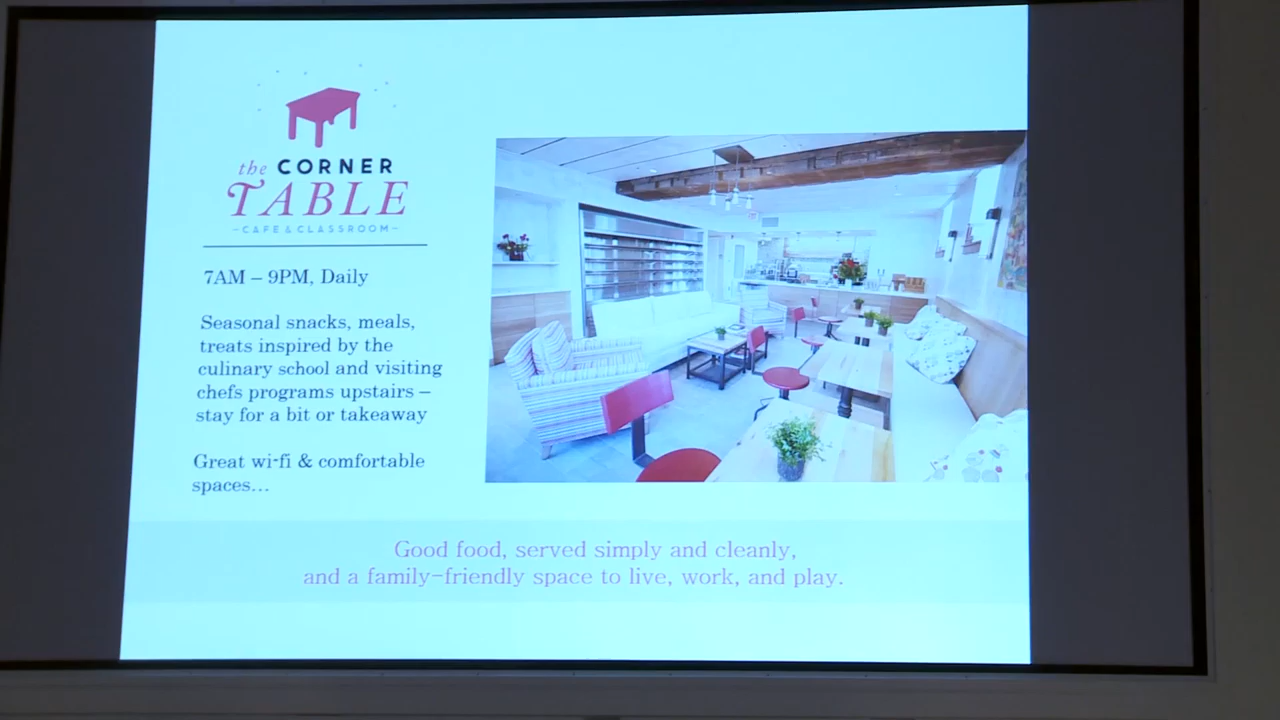 the CORNER
TABLE
-CAFE & CLASSROOM-
7AM – 9PM, Daily
Seasonal snacks, meals,
treats inspired by the
culinary school and visiting
chefs programs upstairs –
stay for a bit or takeaway
Great wi-fi & comfortable
spaces…
Good food, served simply and cleanly,
and a family-friendly space to live, work, and play.